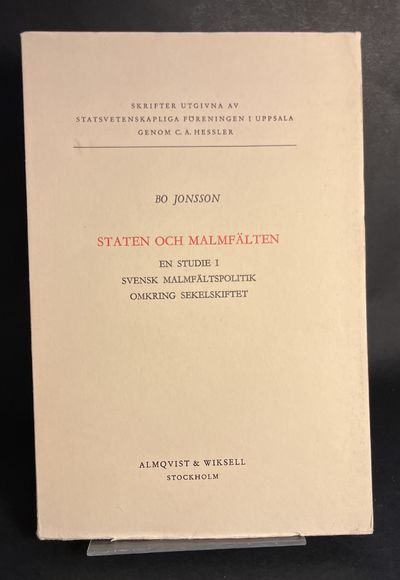 SKRIFTER UTGIVNA AV
STATSVETENSKAPLIGA FÖRENINGEN I UPPSALA
GENOM C. A. HESSLER
BO JONSSON
STATEN OCH MALMFÄLTEN
EN STUDIE I
SVENSK MALMFÄLTSPOLITIK
OMKRING SEKELSKIFTET
ALMQVIST & WIKSELL
STOCKHOLM